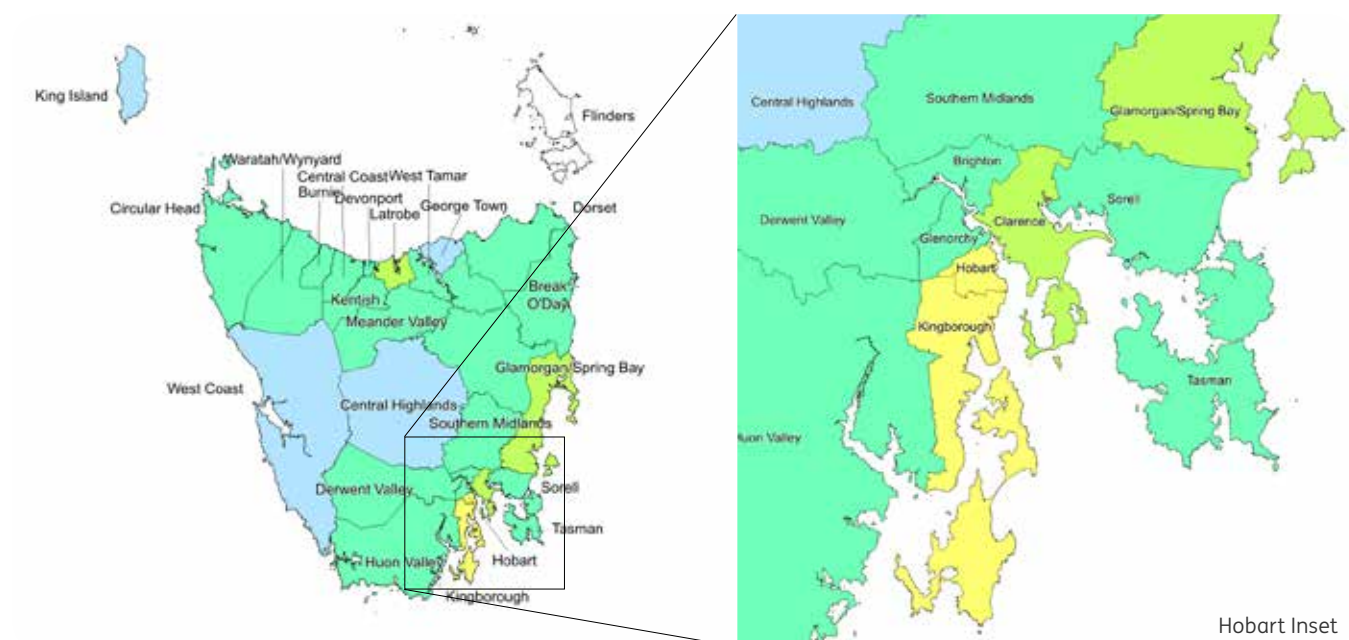 King Island
Flinders
Waratah/Wynyard
Central Coast
West Tamar
Burnie
Devonport
Latrobe
George Town
Circular Head
Dorset
Kentish
Break
O'Day
Meander Valley
Glamorgan/Spring Bay
West Coast
Central Highlands
Southern Midlands
Derwent Valley
Sorell
Tasman
Huon Valley
Hobart
Kingborough
Central Highlands
Southern Midlands
Glamorgan/Spring Bay
Brighton
Derwent Valley
Clarence
Sorell
Glenorchy
Hobart
Kingborough
Tasman
Huon Valley
Hobart Inset